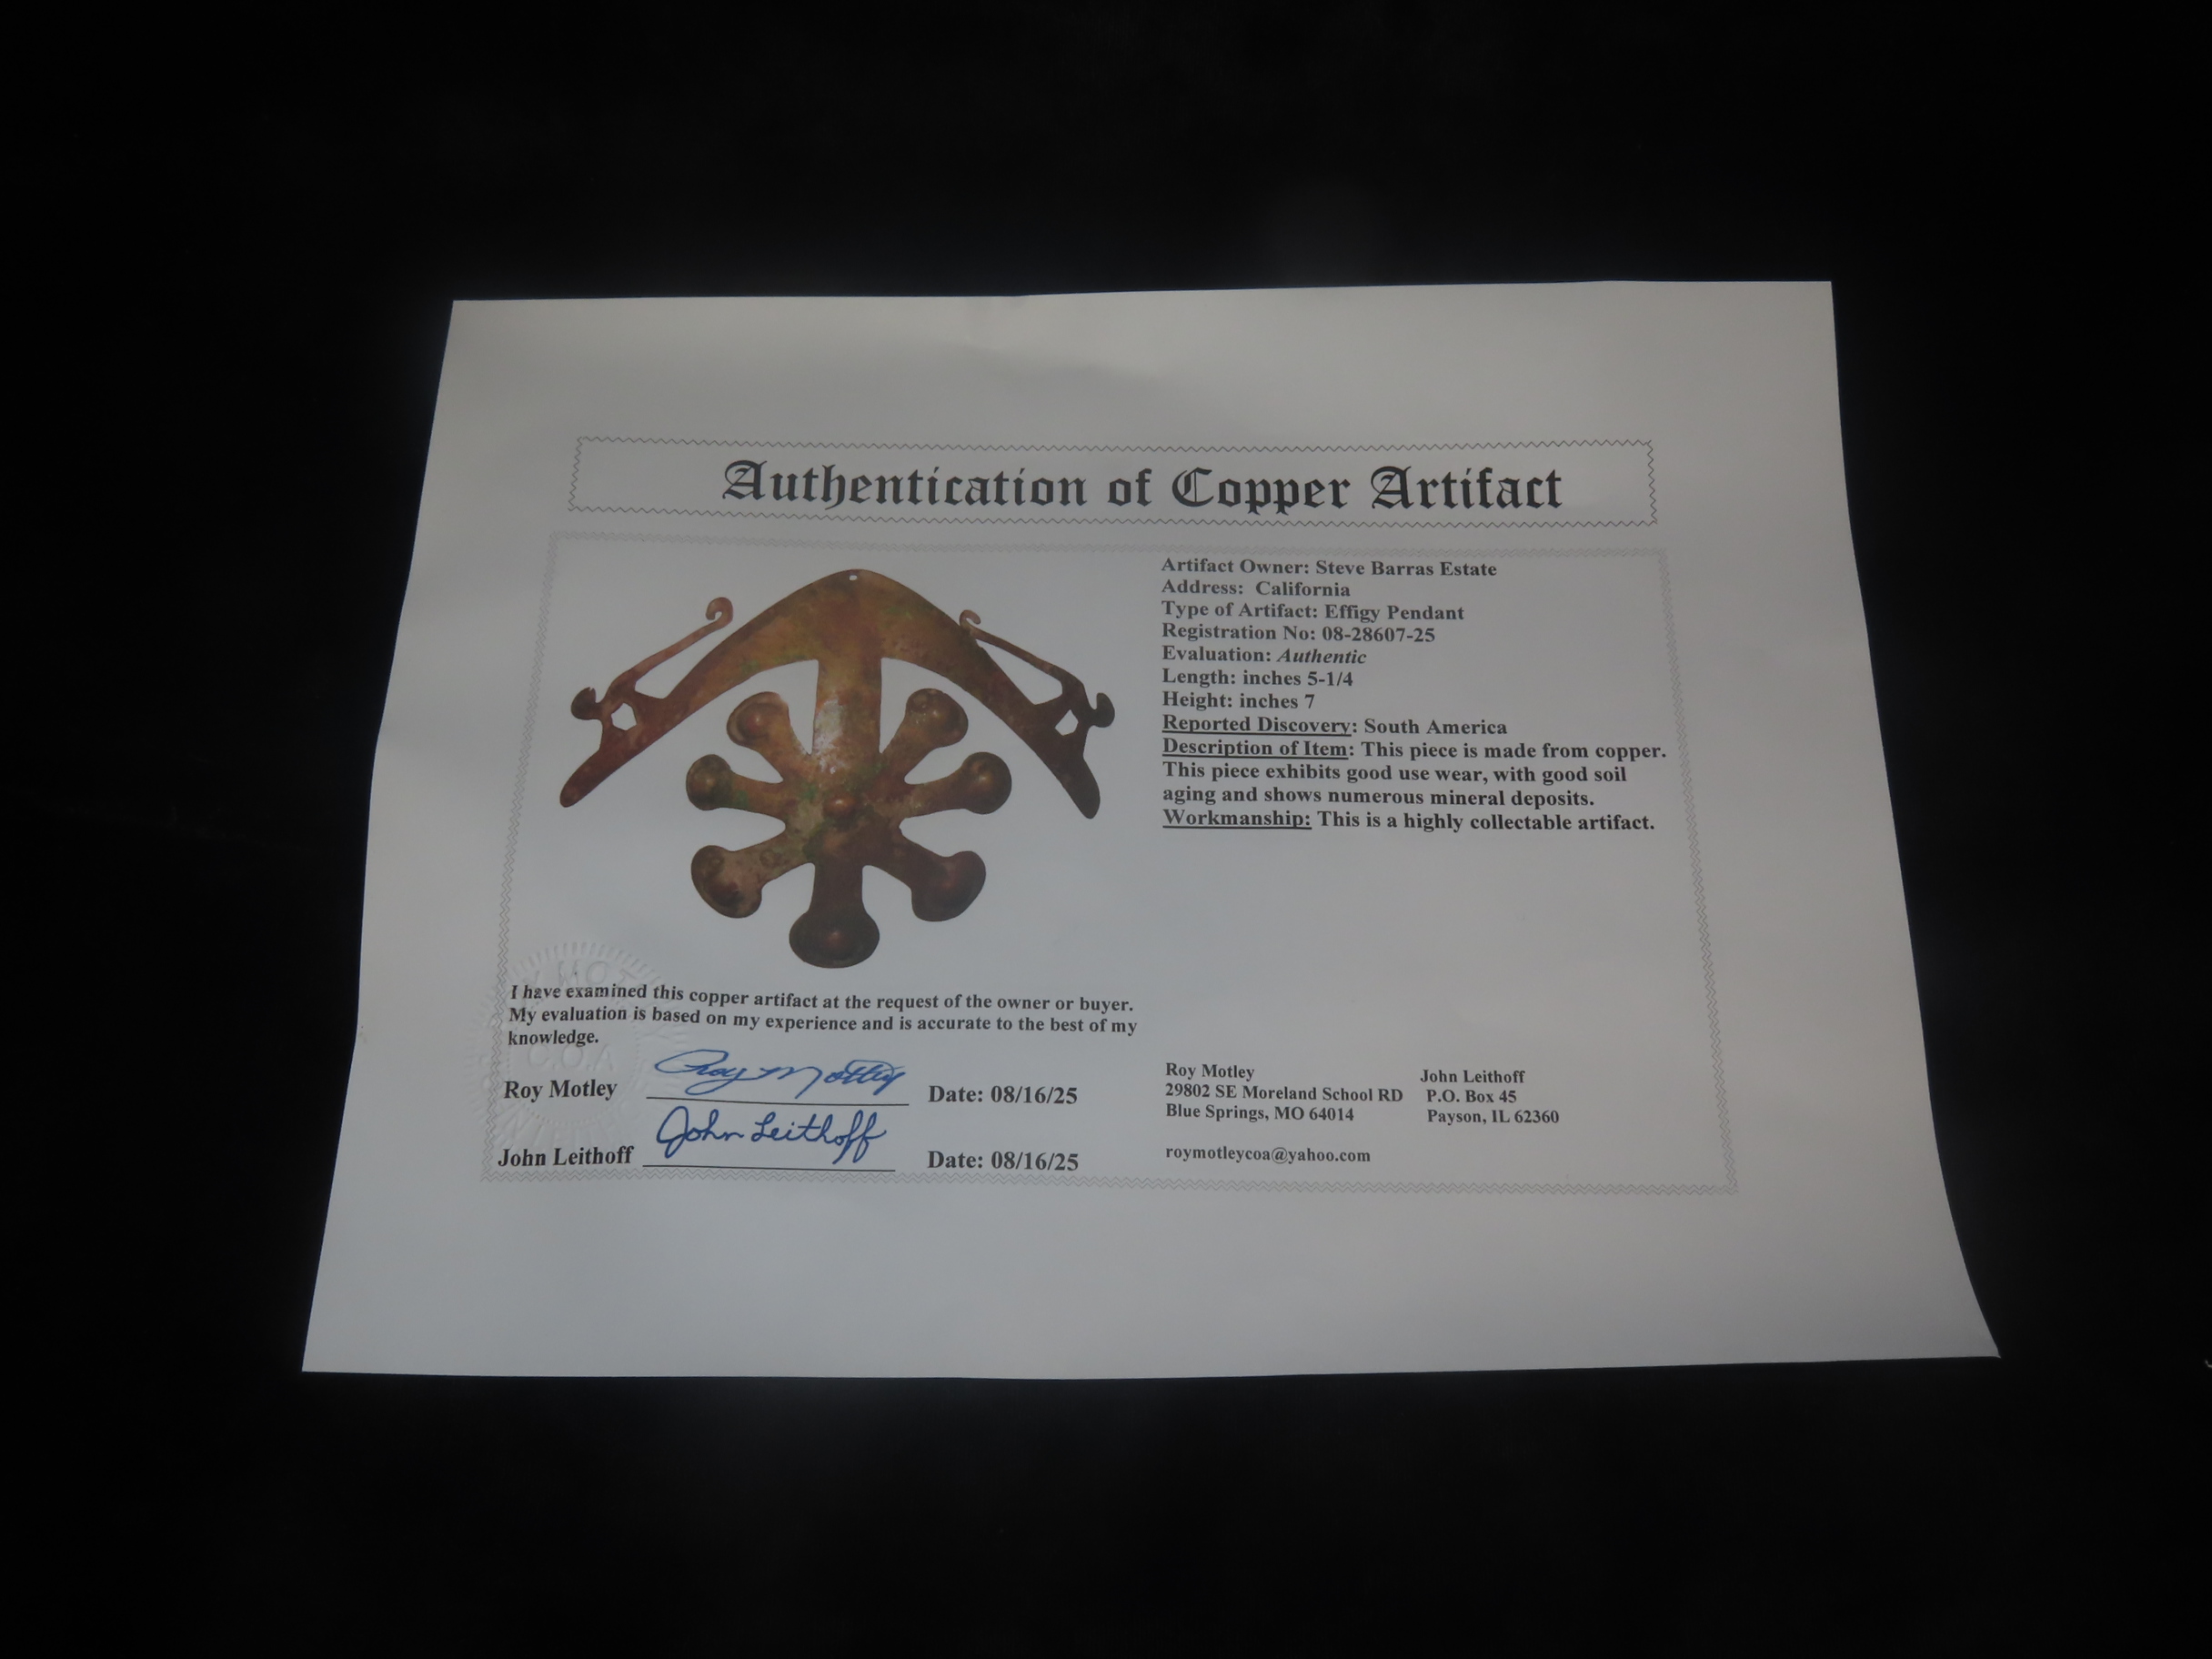 Authentication of Copper Artifact
Artifact Owner: Steve Barras Estate
Address: California
Type of Artifact: Effigy Pendant
Registration No: 08-28607-25
Evaluation: Authentic
Length: inches 5-1/4
Height: inches 7
Reported Discovery: South America
Description of Item: This piece is made from copper.
This piece exhibits good use wear, with good soil
aging and shows numerous mineral deposits.
Workmanship: This is a highly collectable artifact.
I have examined this copper artifact at the request of the owner or buyer.
My evaluation is based on my experience and is accurate to the best of my
knowledge.
C.O.A
Roy Motley Roy Motley Date: 08/16/25
John Leithoff John Leithoff Date: 08/16/25
Roy Motley
29802 SE Moreland School RD
Blue Springs, MO 64014
roymotleycoa@yahoo.com
John Leithoff
P.O. Box 45
Payson, IL 62360